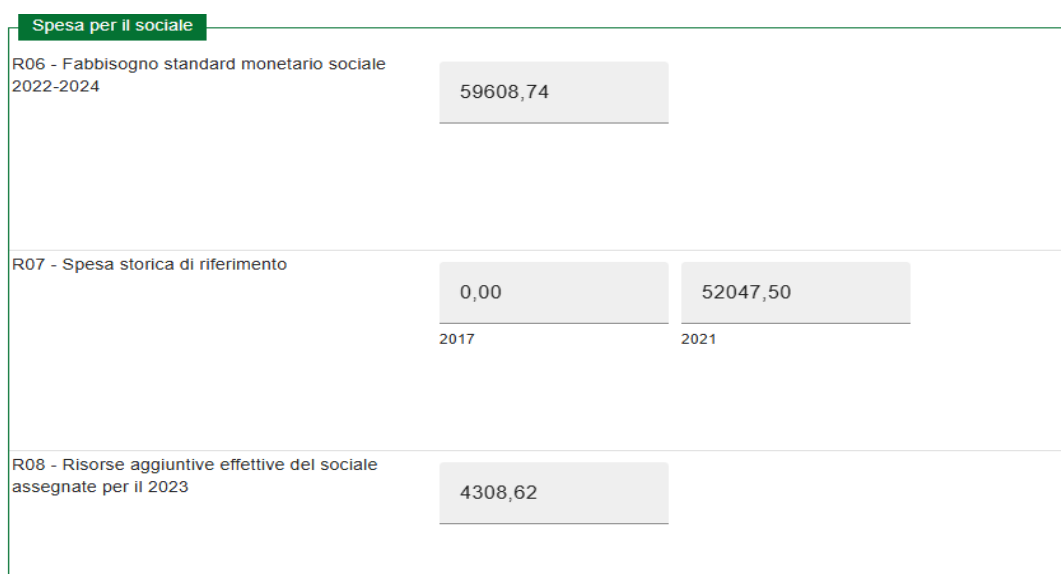 Spesa per il sociale
R06 - Fabbisogno standard monetario sociale
2022-2024
59608,74
R07 - Spesa storica di riferimento
0,00
52047,50
2017
2021
R08 - Risorse aggiuntive effettive del sociale
assegnate per il 2023
4308,62